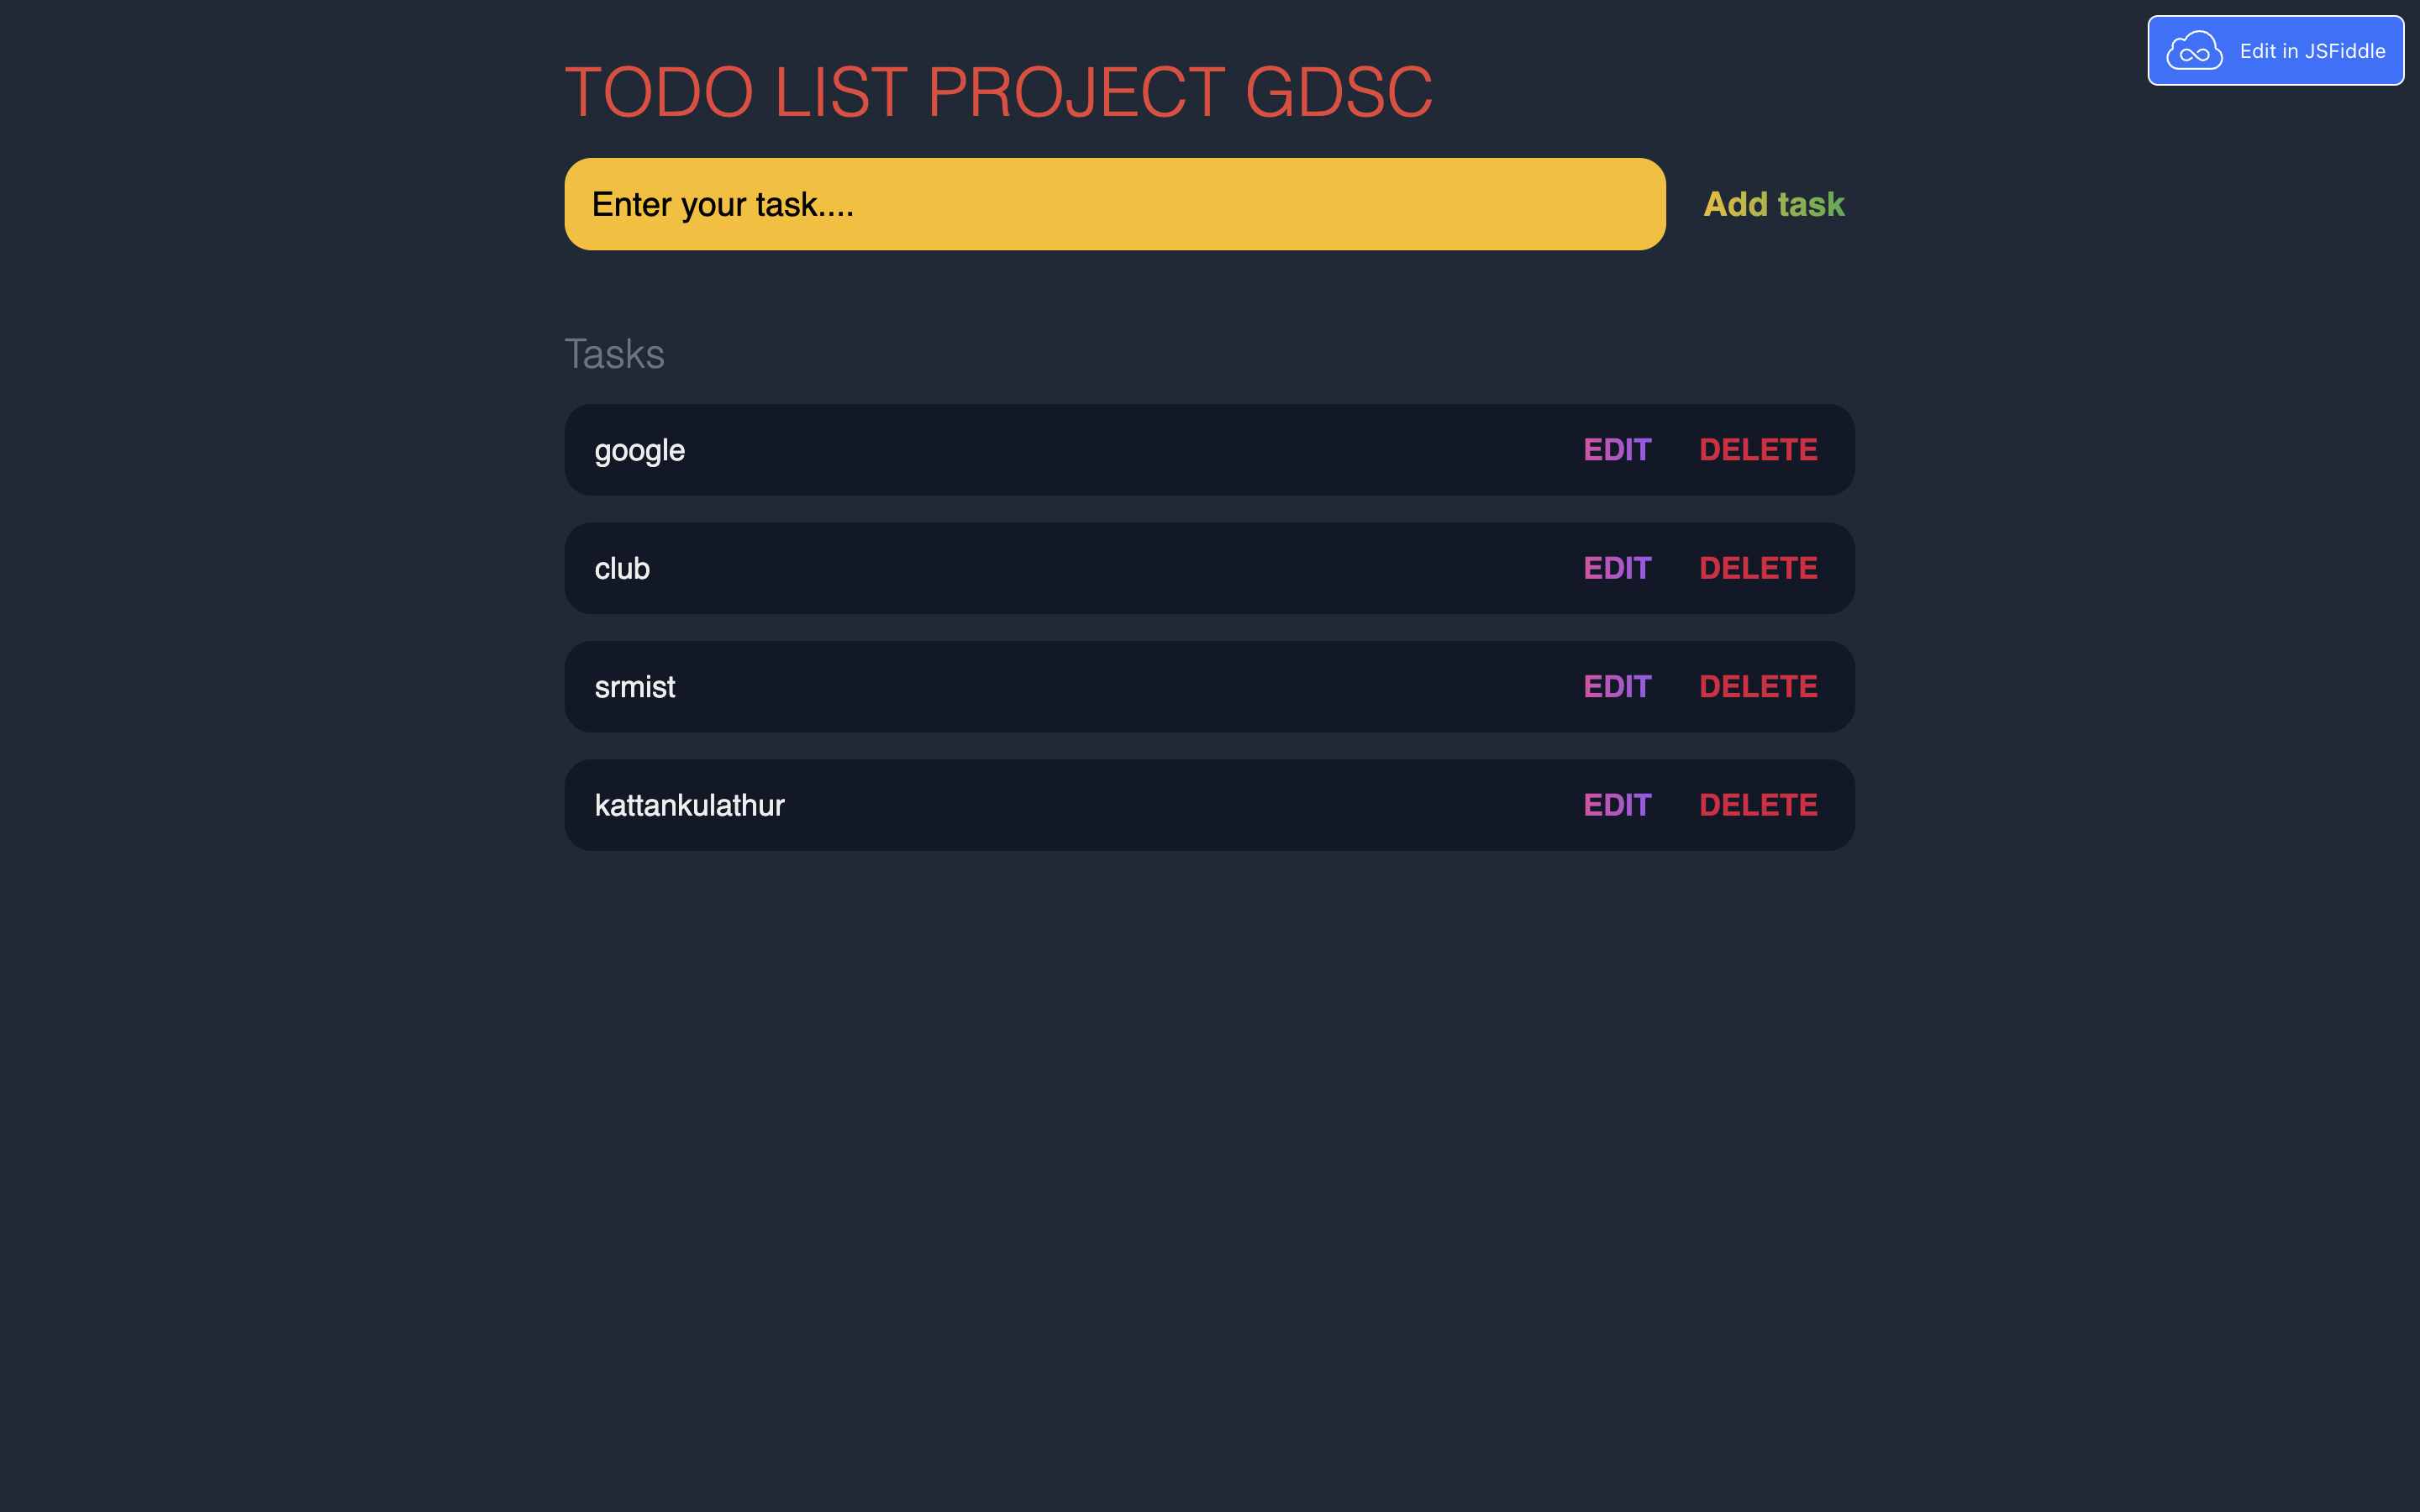 Edit in JSFiddle
TODO LIST PROJECT GDSC
Enter your task.... Add task
Tasks
google EDIT DELETE
club EDIT DELETE
srmist EDIT DELETE
kattankulathur EDIT DELETE